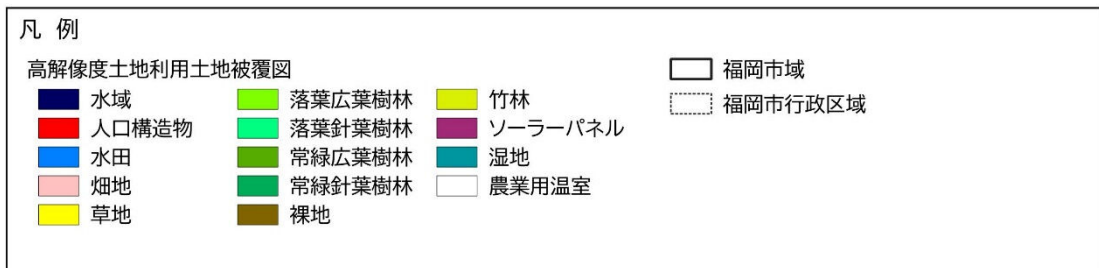 凡 例
高解像度土地利用土地被覆図
水域
人口構造物
水田
畑地
草地
落葉広葉樹林
落葉針葉樹林
常緑広葉樹林
常緑針葉樹林
裸地
竹林
ソーラーパネル
湿地
農業用温室
福岡市域
福岡市行政区域